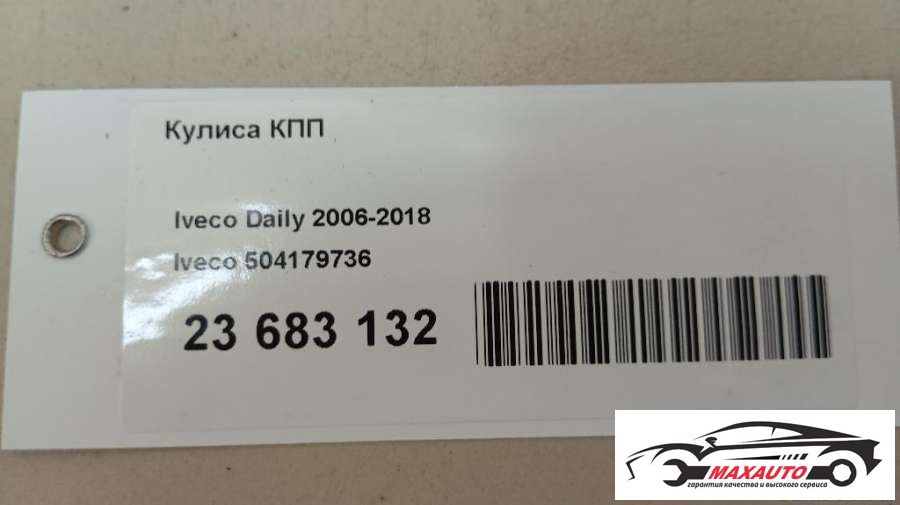 Кулиса КПП
Iveco Daily 2006-2018
Iveco 504179736
23 683 132
MAXAUTO
гарантия качества и высокого сервиса